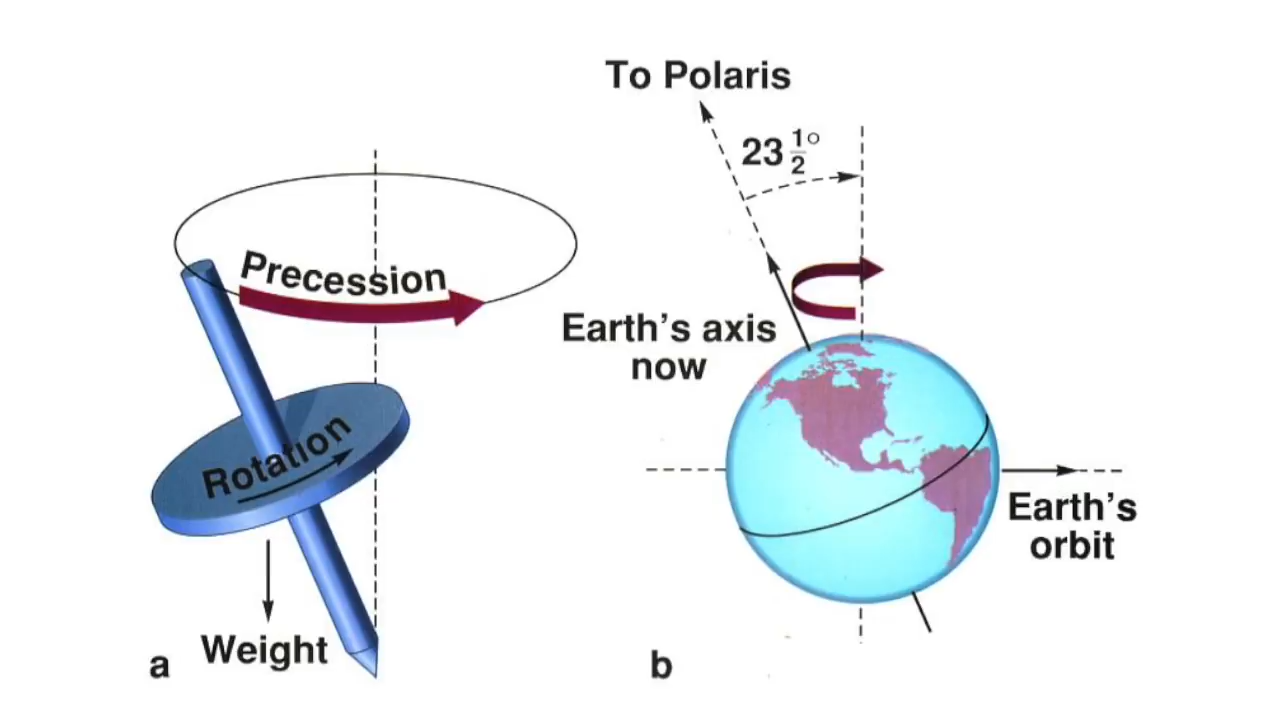 To Polaris
23 1/2°
Precession
Earth's axis
now
Rotation
Earth's
orbit
Weight
a
b